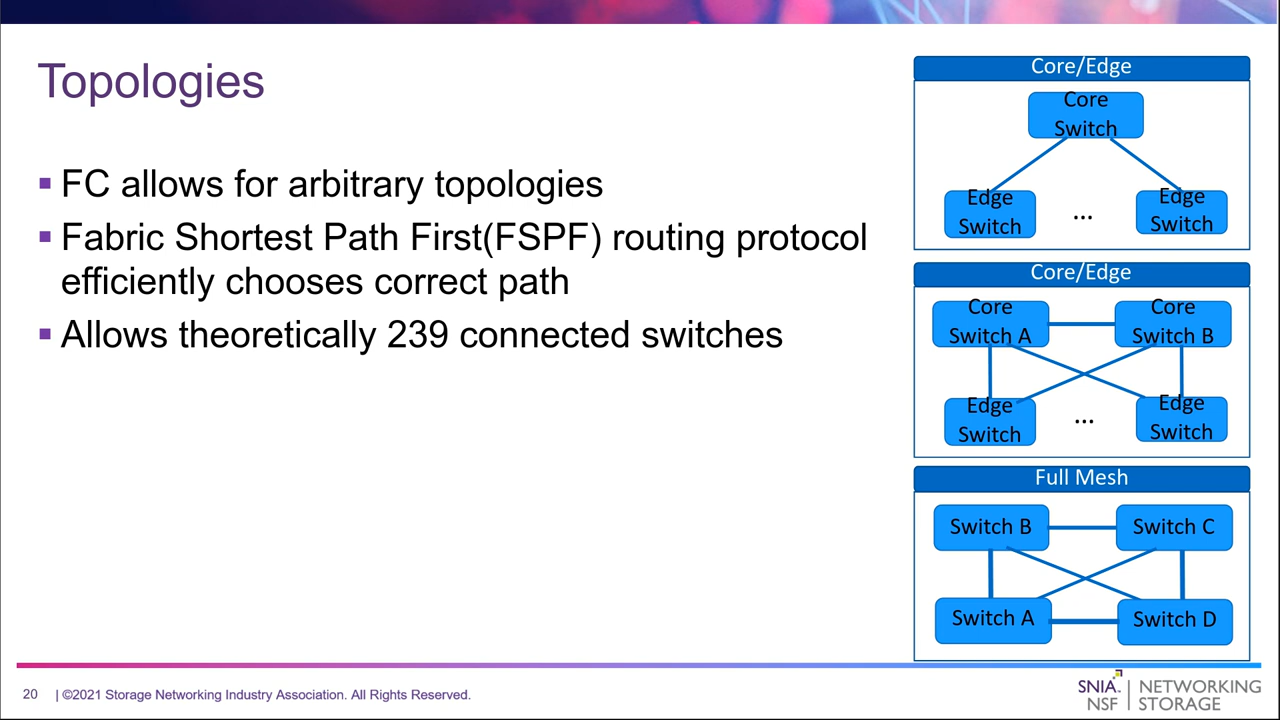 Topologies
▪ FC allows for arbitrary topologies
▪ Fabric Shortest Path First(FSPF) routing protocol
efficiently chooses correct path
▪ Allows theoretically 239 connected switches
Core/Edge
Core
Switch
Edge
Switch
...
Edge
Switch
Core/Edge
Core
Switch A
Core
Switch B
Edge
Switch
...
Edge
Switch
Full Mesh
Switch B
Switch C
Switch A
Switch D
20 | ©2021 Storage Networking Industry Association. All Rights Reserved.
SNIA. | NETWORKING
NSF | STORAGE